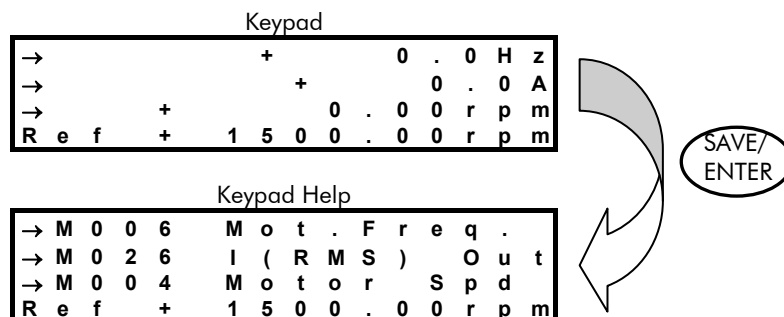 Keypad
→ + 0.0Hz
→ + 0.0A
→ + 0.00rpm
Ref + 1500.00rpm
SAVE/
ENTER
Keypad Help
→M006 Mot.Freq.
→M026 I(RMS) Out
→M004 Motor Spd
Ref + 1500.00rpm